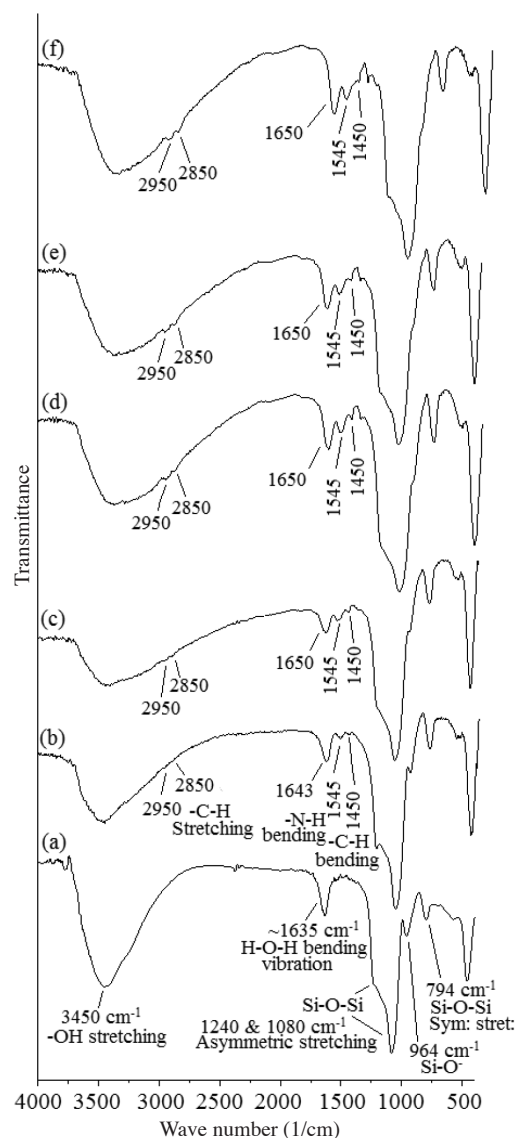 (f)
1650
1545
1450
2950
2850
(e)
1650
1545
1450
2950
2850
(d)
1650
1545
1450
2950
2850
Transmittance
(c)
1650
1545
1450
2950
2850
(b)
2950
2850
-C-H
Stretching
1643
1545
1450
-N-H
bending
-C-H
bending
(a)
~1635 cm-1
H-O-H bending
vibration
3450 cm-1
-OH stretching
Si-O-Si
1240 & 1080 cm-1
Asymmetric stretching
794 cm-1
Si-O-Si
Sym: stret:
964 cm-1
Si-O-
4000 3500 3000 2500 2000 1500 1000 500 400
Wave number (1/cm)